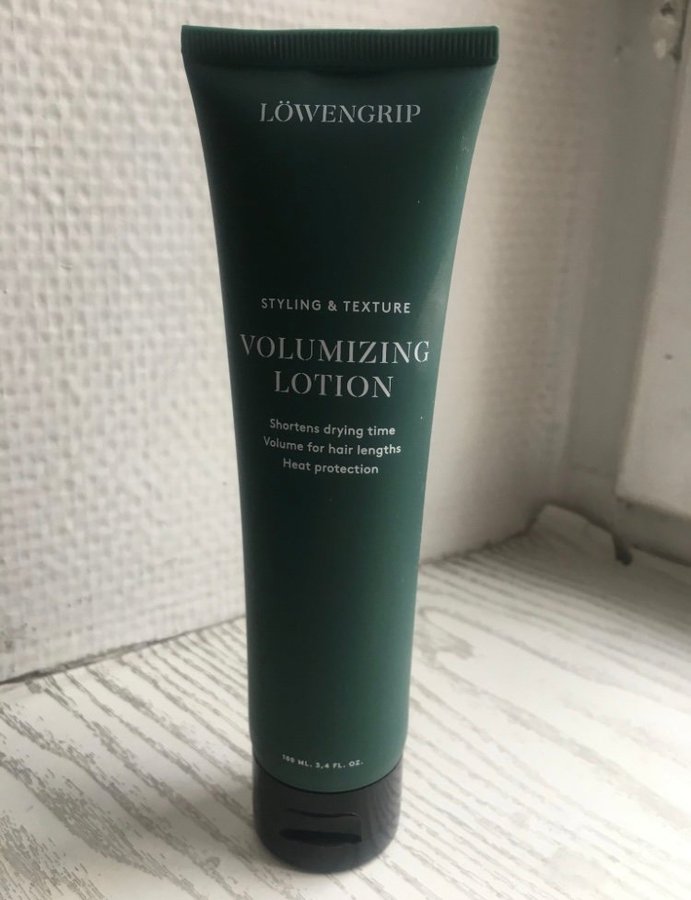 LÖWENGRIP
STYLING & TEXTURE
VOLUMIZING
LOTION
Shortens drying time
Volume for hair lengths
Heat protection
100 ML. 3,4 FL. OZ.